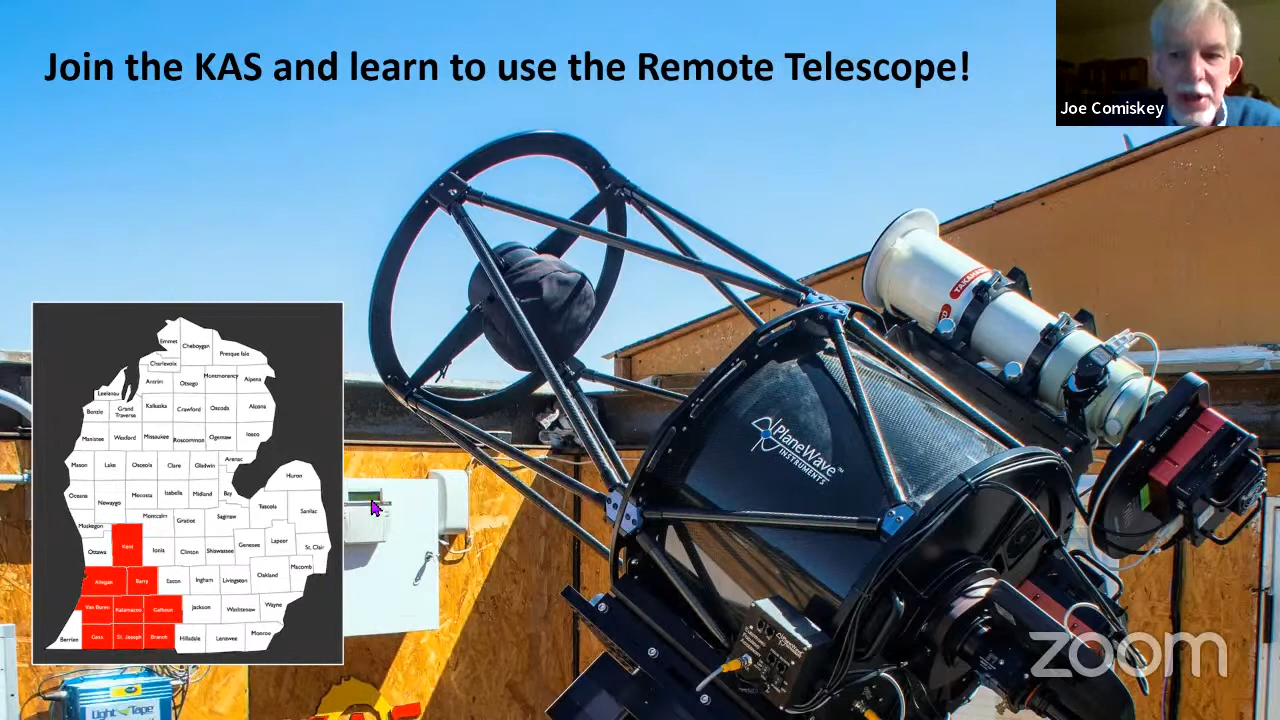 Join the KAS and learn to use the Remote Telescope!
Joe Comiskey
TAKAHASHI
PlaneWave
INSTRUMENTS
Emmet
Cheboygan
Presque Isle
Charlevoix
Antrim
Otsego
Montmorency
Alpena
Leelanau
Benzie
Grand
Traverse
Kalkaska
Crawford
Oscoda
Alcona
Manistee
Wexford
Missaukee
Roscommon
Ogemaw
Iosco
Mason
Lake
Osceola
Clare
Gladwin
Arenac
Huron
Oceana
Newaygo
Mecosta
Isabella
Midland
Bay
Tuscola
Sanilac
Muskegon
Montcalm
Gratiot
Saginaw
Ottawa
Kent
Ionia
Clinton
Shiawassee
Genesee
Lapeer
St. Clair
Allegan
Barry
Eaton
Ingham
Livingston
Oakland
Macomb
Van Buren
Kalamazoo
Calhoun
Jackson
Washtenaw
Wayne
Berrien
Cass
St. Joseph
Branch
Hillsdale
Lenawee
Monroe
Light Tape
zoom